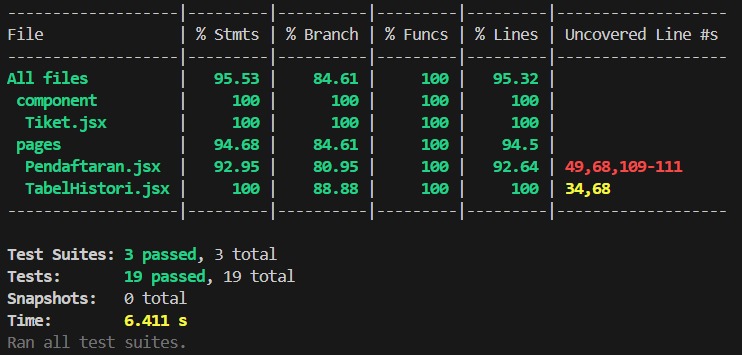 ------------------|---------|----------|---------|---------|-------------------
File              | % Stmts | % Branch | % Funcs | % Lines | Uncovered Line #s
------------------|---------|----------|---------|---------|-------------------
All files         |   95.53 |    84.61 |     100 |   95.32 |
 component        |     100 |      100 |     100 |     100 |
  Tiket.jsx       |     100 |      100 |     100 |     100 |
 pages            |   94.68 |    84.61 |     100 |    94.5 |
  Pendaftaran.jsx |   92.95 |    80.95 |     100 |   92.64 | 49,68,109-111
  TabelHistori.jsx |     100 |    88.88 |     100 |     100 | 34,68
------------------|---------|----------|---------|---------|-------------------
Test Suites: 3 passed, 3 total
Tests:       19 passed, 19 total
Snapshots:   0 total
Time:        6.411 s
Ran all test suites.